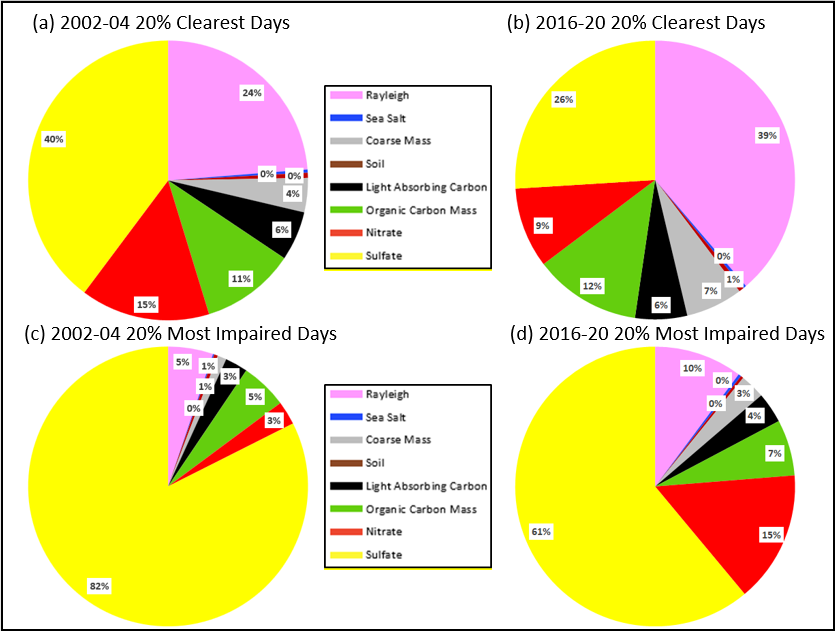 (a) 2002-04 20% Clearest Days
(b) 2016-20 20% Clearest Days
24%
0%
0%
4%
6%
11%
15%
40%
Rayleigh
Sea Salt
Coarse Mass
Soil
Light Absorbing Carbon
Organic Carbon Mass
Nitrate
Sulfate
39%
0%
1%
7%
6%
12%
9%
26%
(c) 2002-04 20% Most Impaired Days
(d) 2016-20 20% Most Impaired Days
5%
1%
1%
0%
3%
5%
3%
82%
Rayleigh
Sea Salt
Coarse Mass
Soil
Light Absorbing Carbon
Organic Carbon Mass
Nitrate
Sulfate
10%
0%
0%
3%
4%
7%
15%
61%